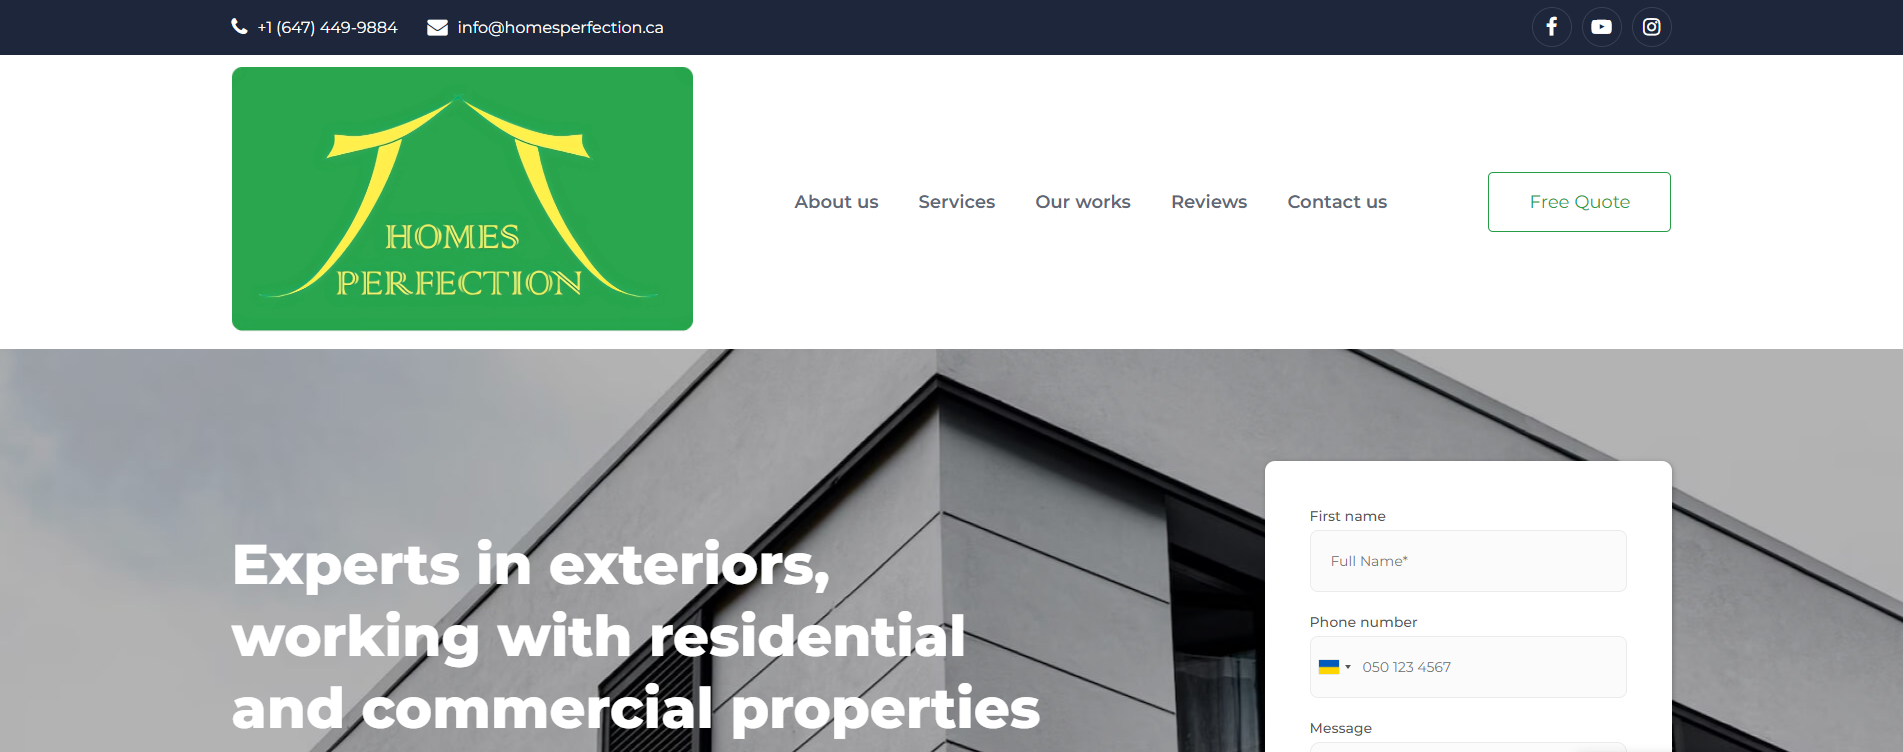 +1 (647) 449-9884 info@homesperfection.ca
HOMES
PERFECTION
About us Services Our works Reviews Contact us Free Quote
Experts in exteriors,
working with residential
and commercial properties
First name
Full Name*
Phone number
050 123 4567
Message